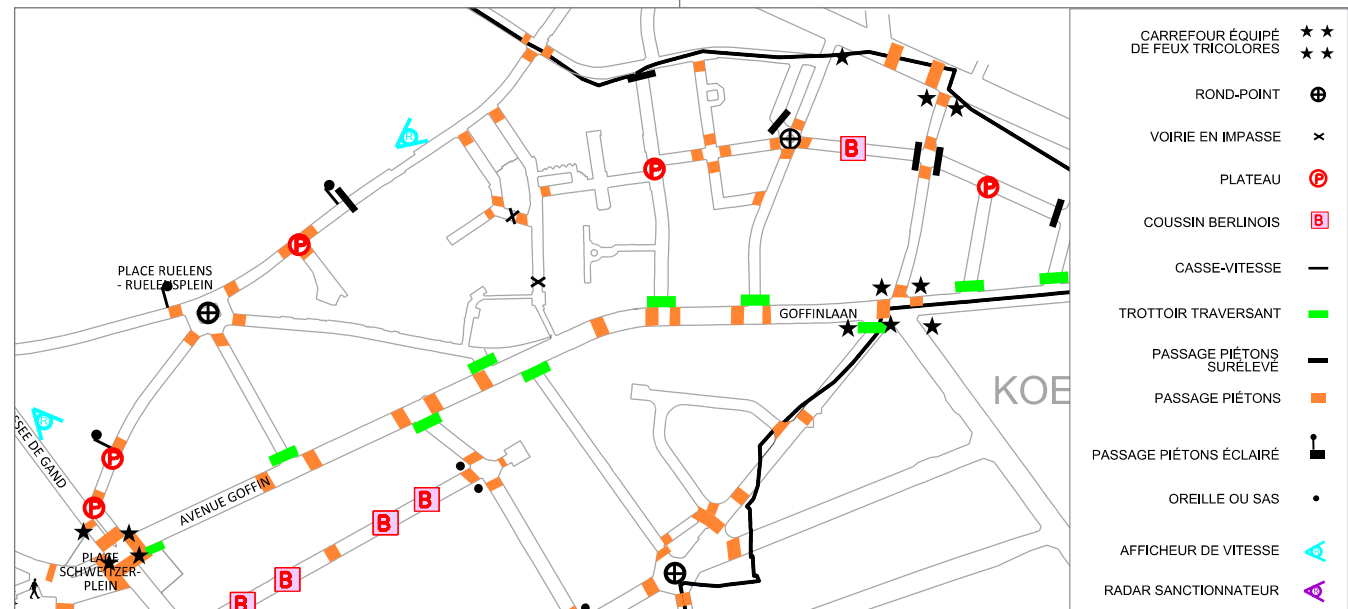 PLACE RUELENS
- RUELENSPLEIN
GOFFINLAAN
KOE
SSEE DE GAND
AVENUE GOFFIN
PLACE
SCHWEITZER-
PLEIN
P
P
P
P
P
B
B
B
B
B
R
R
CARREFOUR ÉQUIPÉ
DE FEUX TRICOLORES
ROND-POINT
VOIRIE EN IMPASSE
PLATEAU
P
COUSSIN BERLINOIS
B
CASSE-VITESSE
TROTTOIR TRAVERSANT
PASSAGE PIÉTONS
SURÉLEVÉ
PASSAGE PIÉTONS
PASSAGE PIÉTONS ÉCLAIRÉ
OREILLE OU SAS
AFFICHEUR DE VITESSE
R
RADAR SANCTIONNATEUR
R